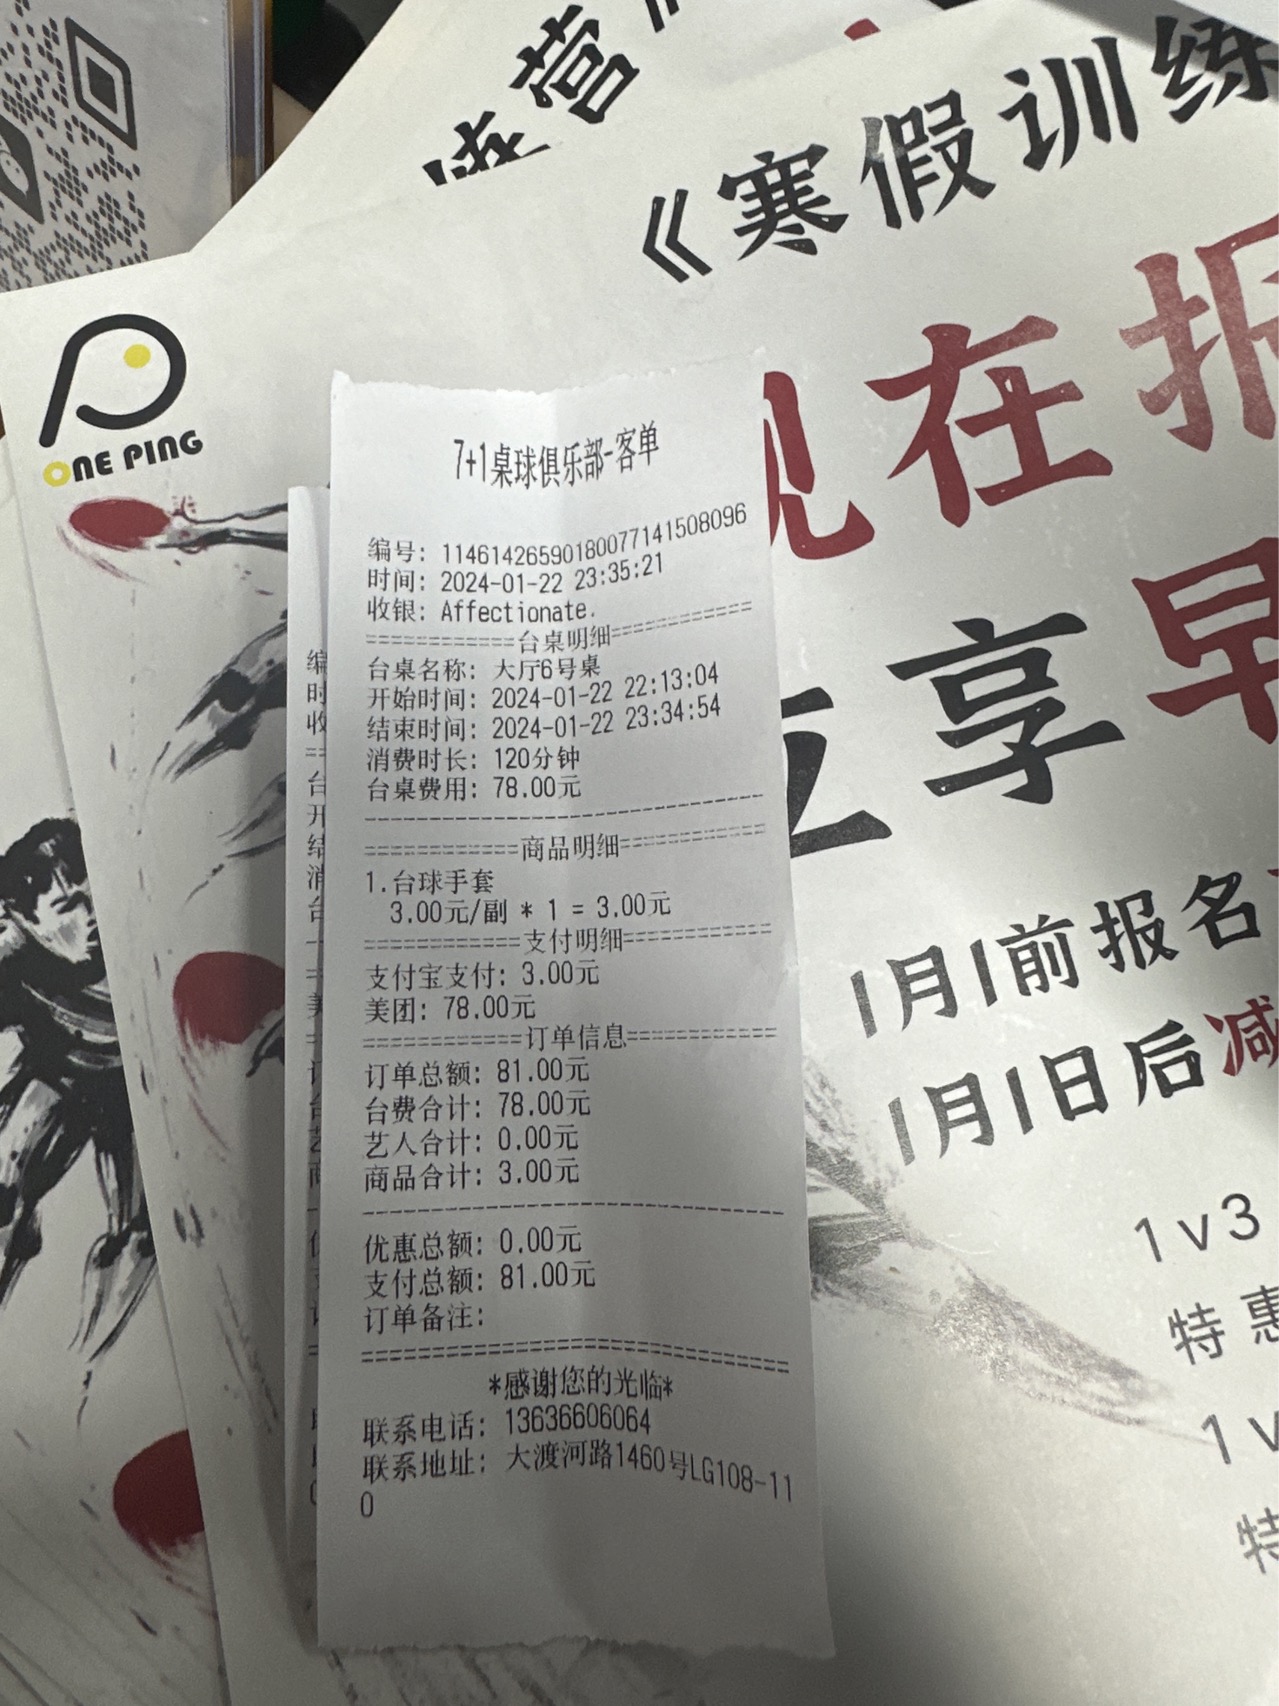 《寒假训练
ONE PING
现在报
互享早
1月1前报名
1月1日后减
1v3
特惠
7+1桌球俱乐部-客单
编号: 11461426590180077141508096
时间: 2024-01-22 23:35:21
收银: Affectionate.
============台桌明细============
台桌名称: 大厅6号桌
开始时间: 2024-01-22 22:13:04
结束时间: 2024-01-22 23:34:54
消费时长: 120分钟
台桌费用: 78.00元
--------------------------------
============商品明细============
1.台球手套
3.00元/副 * 1 = 3.00元
============支付明细============
支付宝支付: 3.00元
美团: 78.00元
============订单信息============
订单总额: 81.00元
台费合计: 78.00元
艺人合计: 0.00元
商品合计: 3.00元
--------------------------------
优惠总额: 0.00元
支付总额: 81.00元
订单备注:
================================
*感谢您的光临*
联系电话: 13636606064
联系地址: 大渡河路1460号LG108-11
0